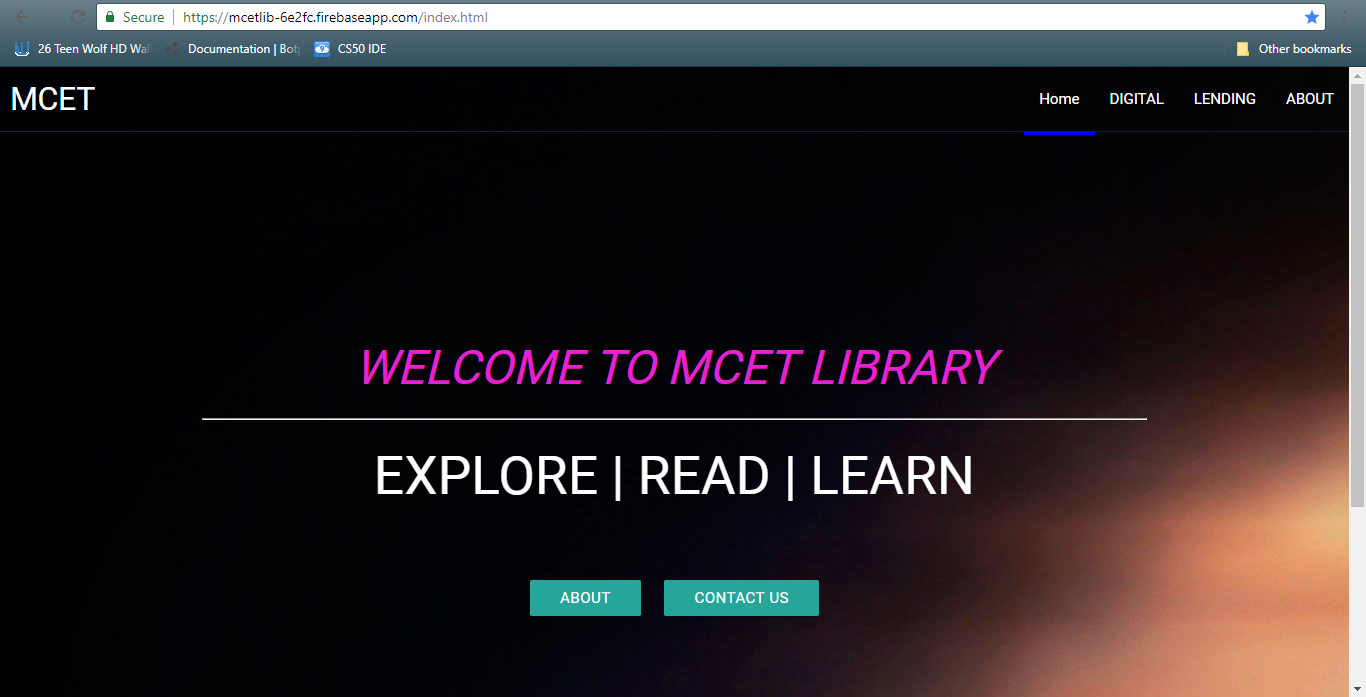 Secure https://mcetlib-6e2fc.firebaseapp.com/index.html
26 Teen Wolf HD Wal Documentation | Botp CS50 IDE Other bookmarks
MCET Home DIGITAL LENDING ABOUT
WELCOME TO MCET LIBRARY
EXPLORE | READ | LEARN
ABOUT CONTACT US